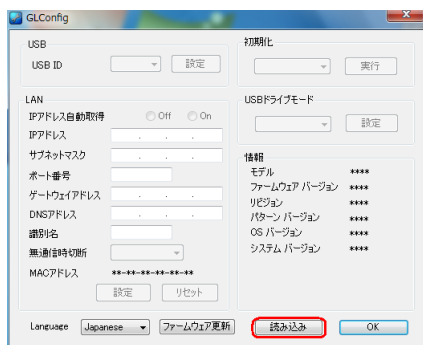 GLConfig
USB
USB ID
設定
LAN
IPアドレス自動取得
Off
On
IPアドレス
サブネットマスク
ポート番号
ゲートウェイアドレス
DNSアドレス
識別名
無通信時切断
MACアドレス
**-**-**-**-**-**
設定
リセット
初期化
実行
USBドライブモード
設定
情報
モデル ****
ファームウェア バージョン ****
リビジョン ****
パターン バージョン ****
OS バージョン ****
システム バージョン ****
Language
Japanese
ファームウェア更新
読み込み
OK